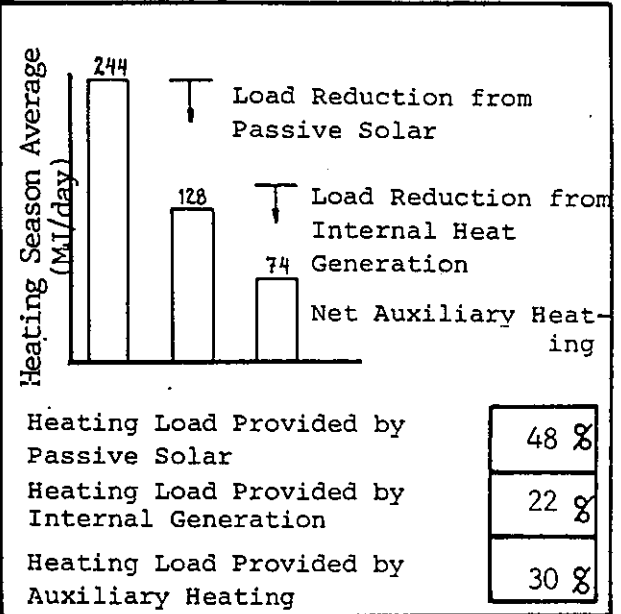 Heating Season Average
(MJ/day)
244
Load Reduction from
Passive Solar
128
Load Reduction from
Internal Heat
Generation
74
Net Auxiliary Heat-
ing
Heating Load Provided by
Passive Solar
48 %
Heating Load Provided by
Internal Generation
22 %
Heating Load Provided by
Auxiliary Heating
30 %